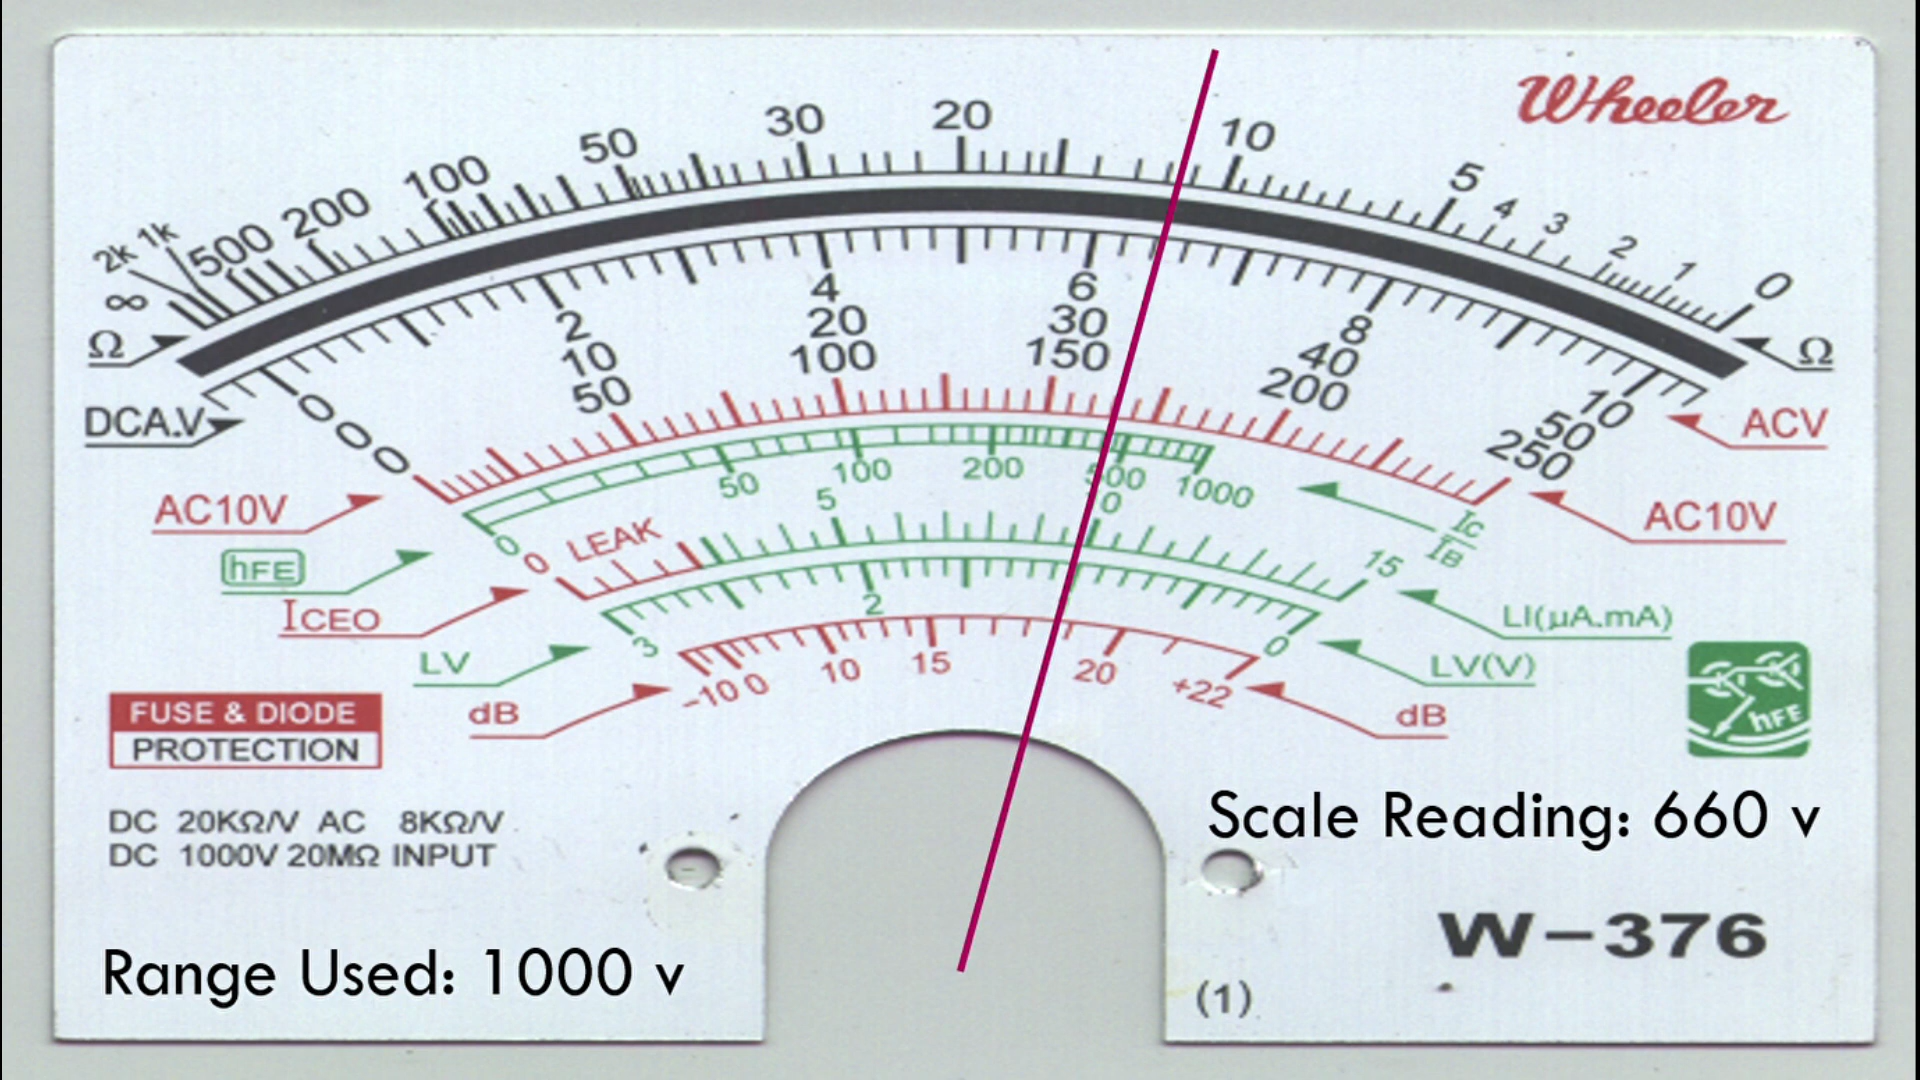 Wheeler
2k 1k 500 200 100 50 30 20 10 5 4 3 2 1 0
∞
Ω Ω
2 4 6 8 10
0 10 20 30 40 50
0 50 100 150 200 250
0
DCA.V ACV
AC10V AC10V
0 50 100 200 500 1000
hFE Ic
IB
0 LEAK 5 10 15
ICEO LI(μA.mA)
3 2 0
LV LV(V)
-10 0 10 15 20 +22
dB dB
FUSE & DIODE
PROTECTION
hFE
DC 20KΩ/V AC 8KΩ/V
DC 1000V 20MΩ INPUT
Scale Reading: 660 v
W-376
Range Used: 1000 v
(1)